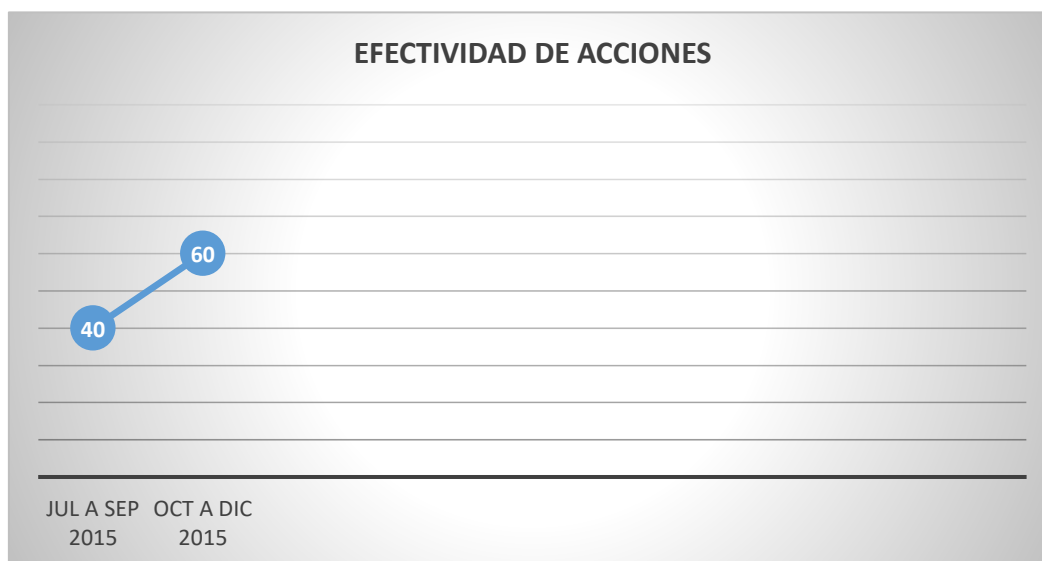 EFECTIVIDAD DE ACCIONES
60
40
JUL A SEP
2015
OCT A DIC
2015